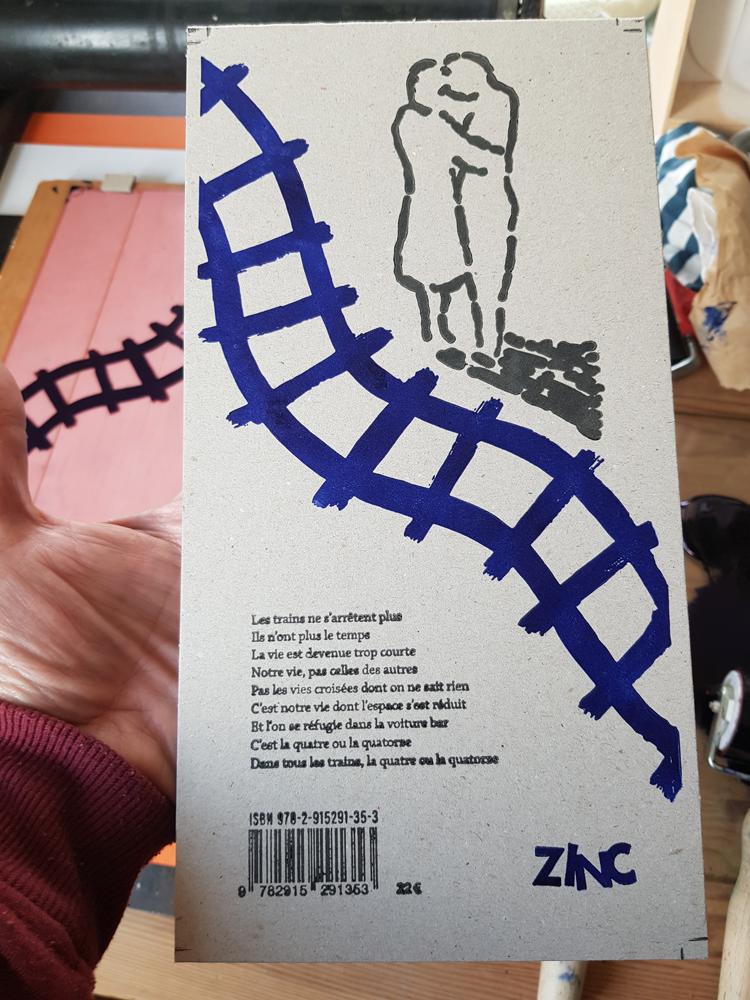 Les trains ne s'arrêtent plus
Ils n'ont plus le temps
La vie est devenue trop courte
Notre vie, pas celles des autres
Pas les vies croisées dont on ne sait rien
C'est notre vie dont l'espace s'est réduit
Et l'on se réfugie dans la voiture bar
C'est la quatre ou la quatorse
Dans tous les trains, la quatre ou la quatorse
ISBN 978-2-915291-35-3
9 782915 291353 22 €
ZINC